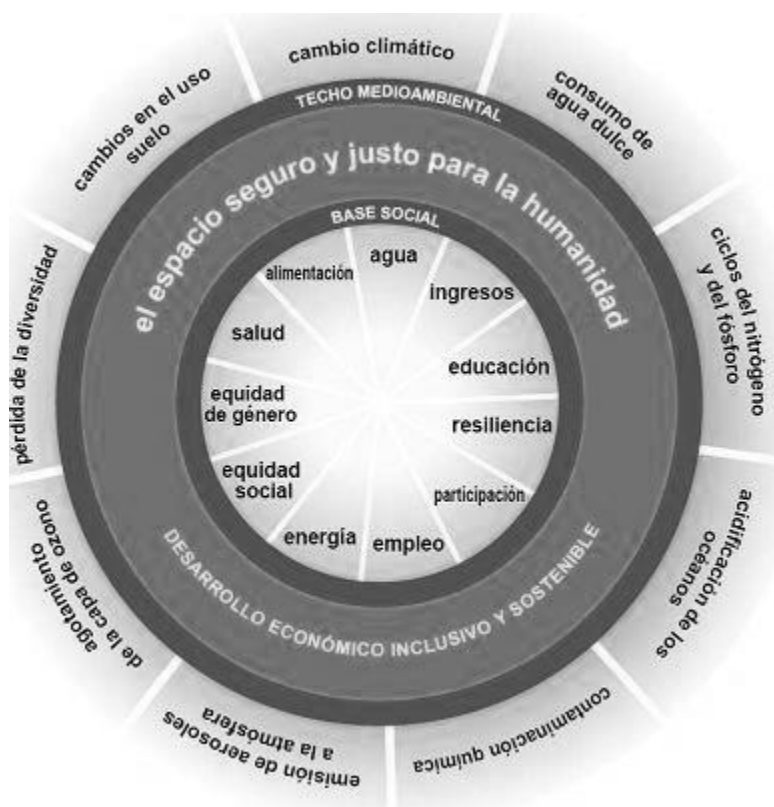 cambio climático
consumo de
agua dulce
ciclos del nitrógeno
y del fósforo
acidificación de los
océanos
contaminación química
emisión de aerosoles
a la atmósfera
agotamiento
de la capa de ozono
pérdida de la diversidad
cambios en el uso
suelo
TECHO MEDIOAMBIENTAL
el espacio seguro y justo para la humanidad
BASE SOCIAL
agua
ingresos
educación
resiliencia
participación
empleo
energía
equidad
social
equidad
de género
salud
alimentación
DESARROLLO ECONÓMICO INCLUSIVO Y SOSTENIBLE